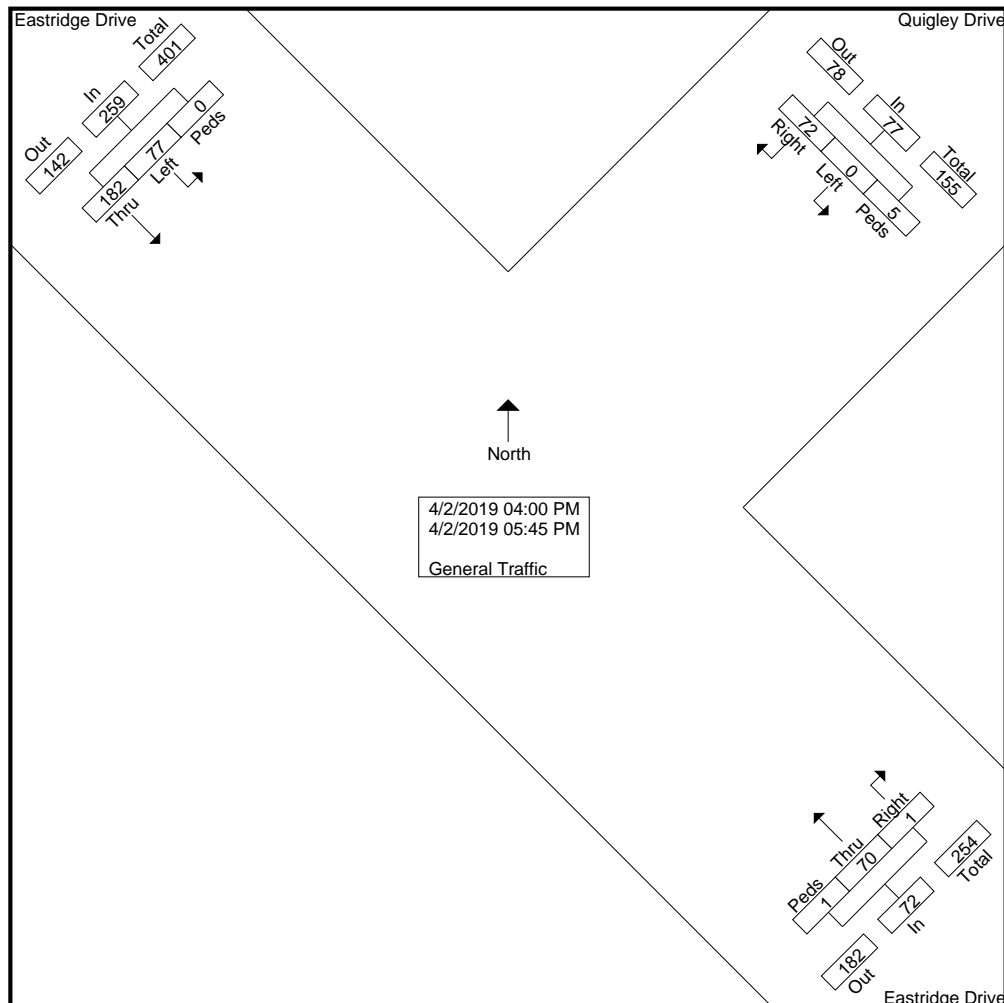 Eastridge Drive
Out In Total
142 259 401
182 77 0
Thru Left Peds
Quigley Drive
Out In Total
78 77 155
72 0 5
Right Left Peds
North
4/2/2019 04:00 PM
4/2/2019 05:45 PM
General Traffic
Peds Thru Right
1 70 1
182 72 254
Out In Total
Eastridge Drive